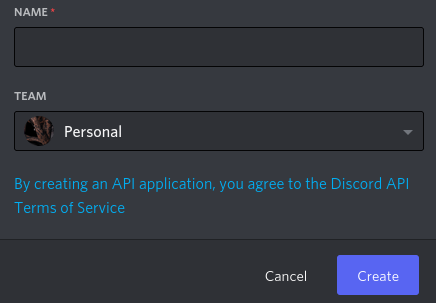 NAME *
TEAM
Personal
By creating an API application, you agree to the Discord API
Terms of Service
Cancel Create